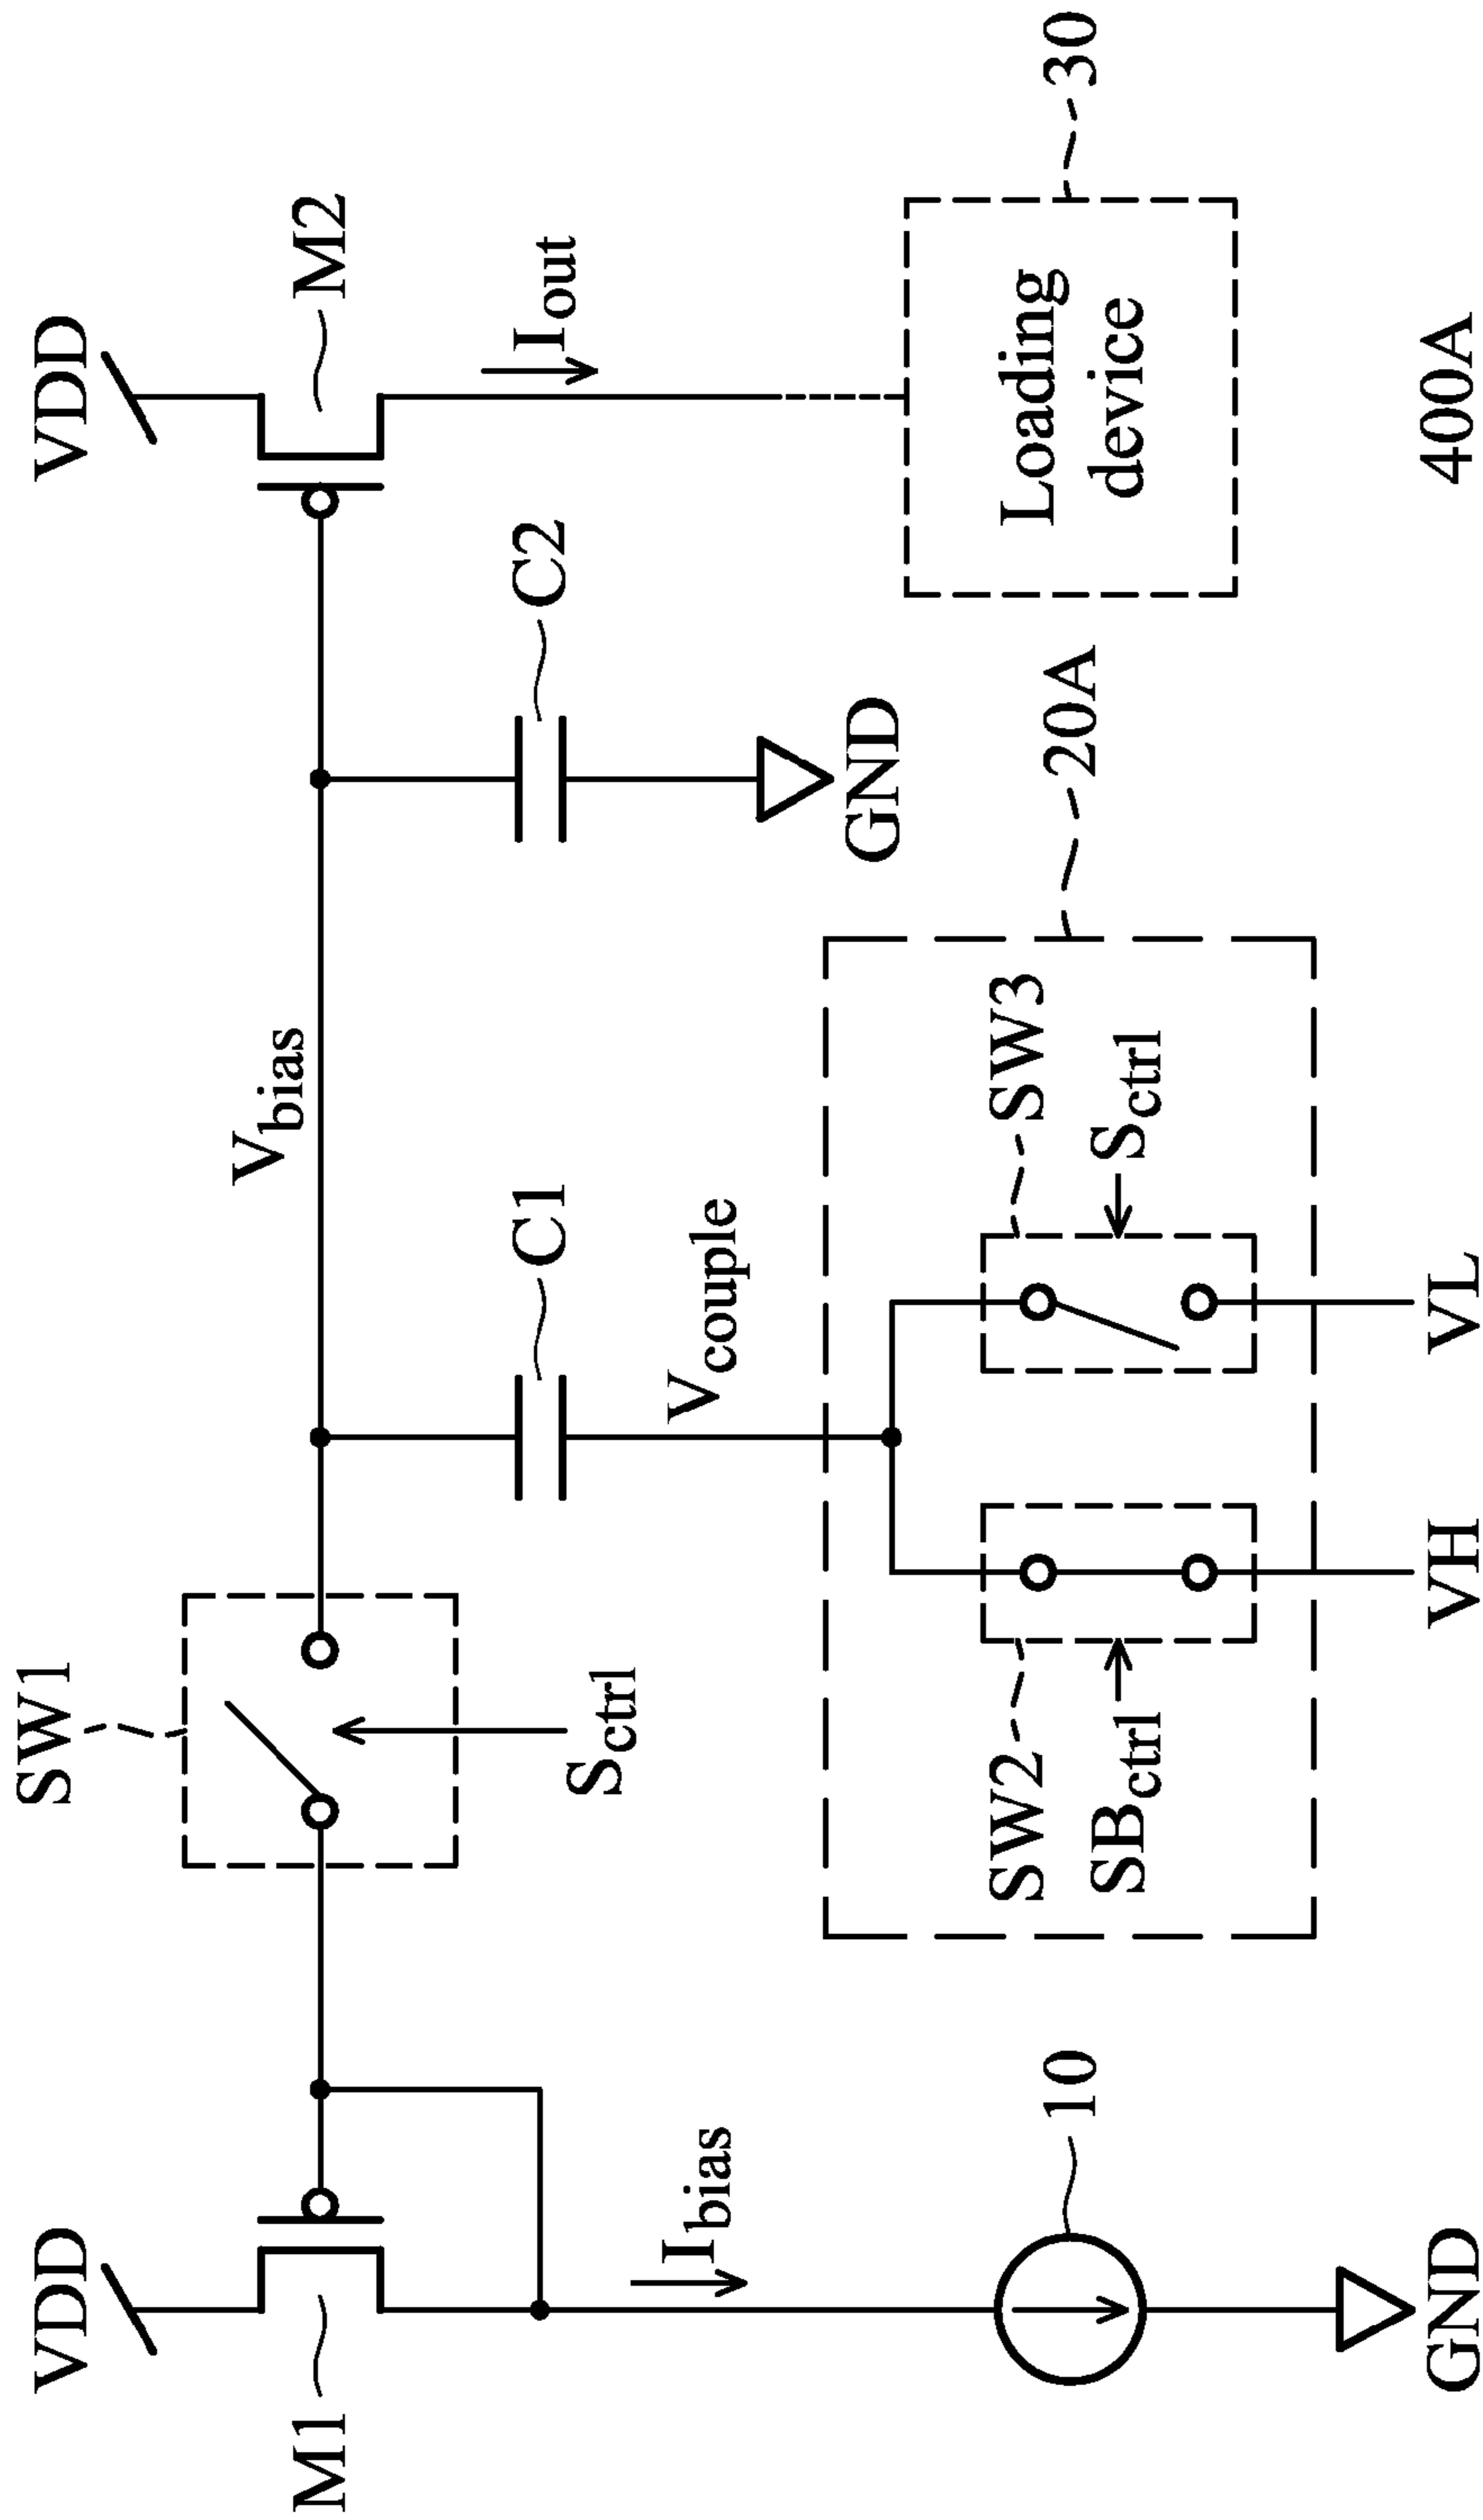 VDD
M1
Ibias
10
GND
SW1
Sctrl
Vbias
C1
Vcouple
SW2
SBctrl
SW3
Sctrl
VH
VL
20A
C2
GND
VDD
M2
Iout
Loading
device
30
400A